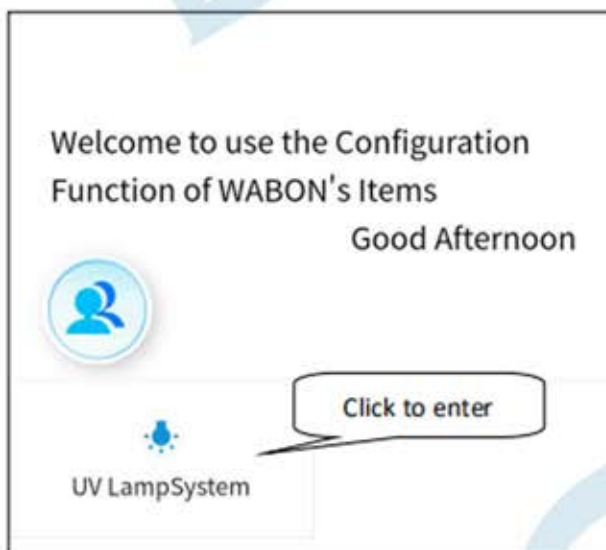 Welcome to use the Configuration
Function of WABON's Items
Good Afternoon
Click to enter
UV LampSystem